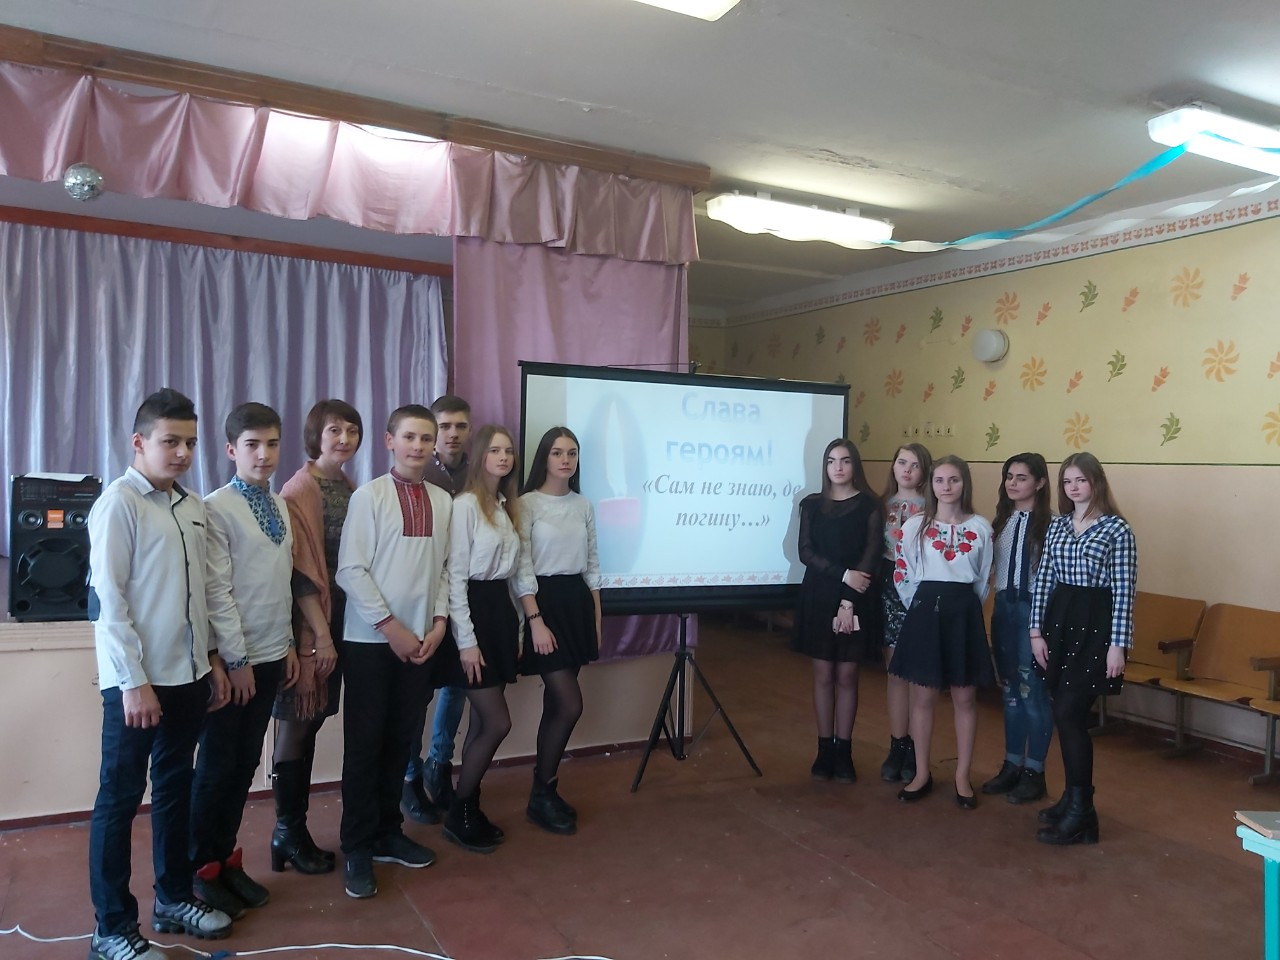 Слава
героям!
«Сам не знаю, де
погину...»